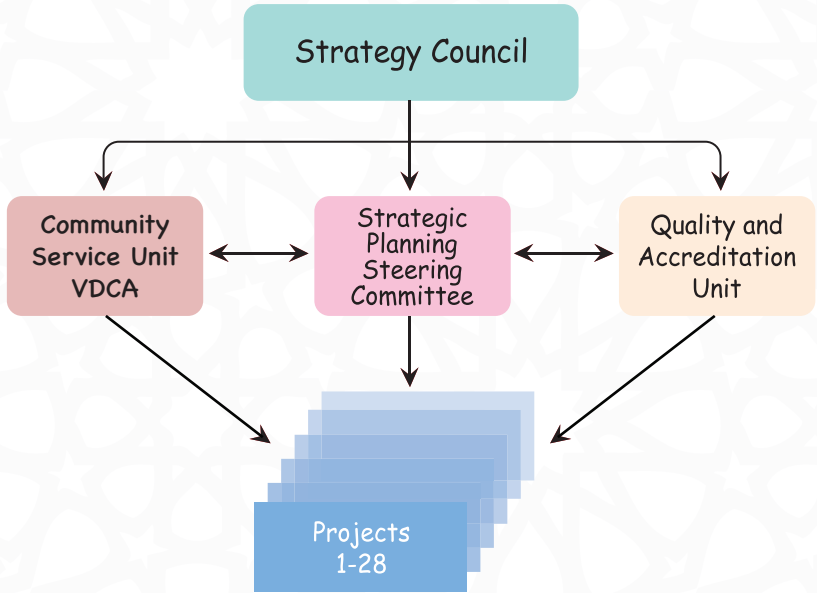 Strategy Council
Community
Service Unit
VDCA
Strategic
Planning
Steering
Committee
Quality and
Accreditation
Unit
Projects
1-28